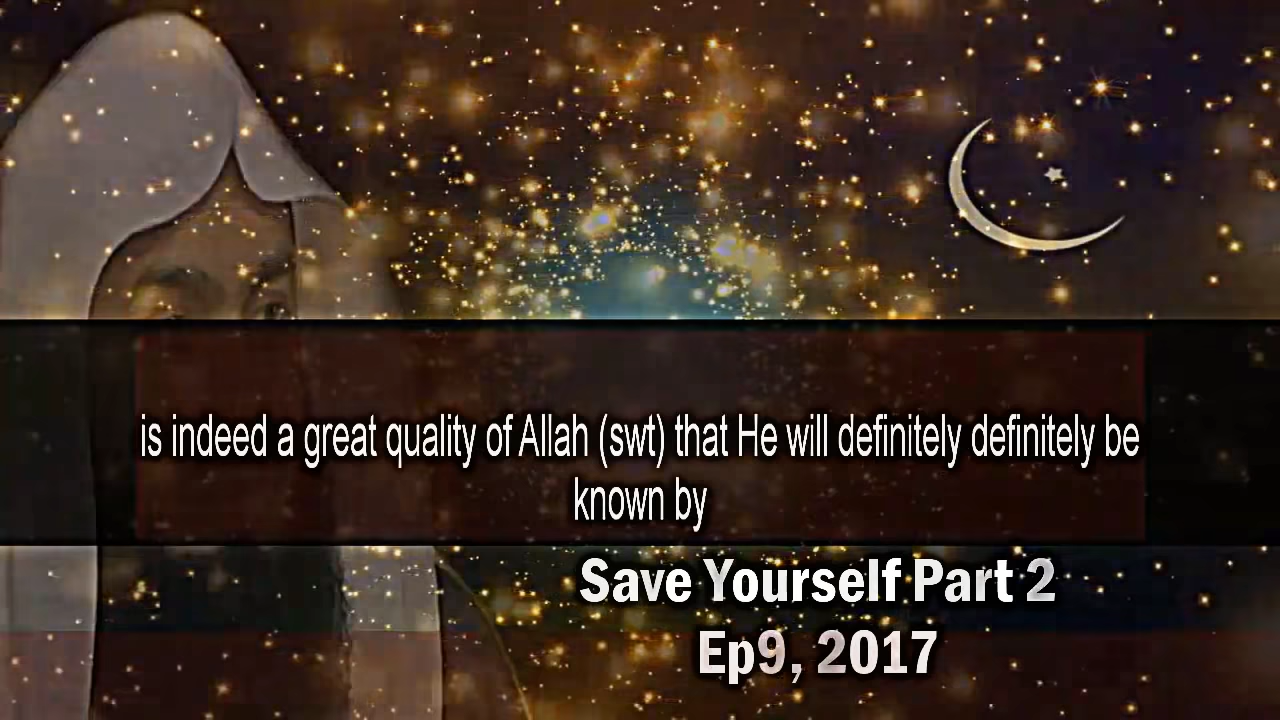 is indeed a great quality of Allah (swt) that He will definitely definitely be
known by
Save Yourself Part 2
Ep9, 2017